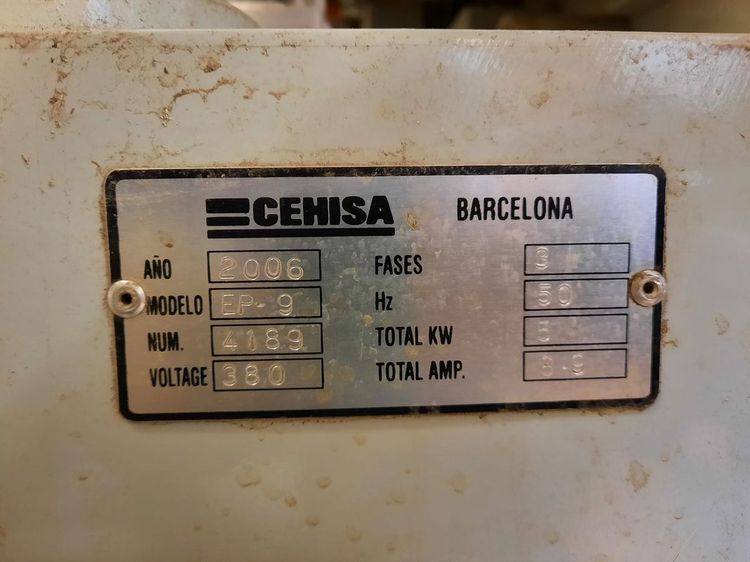 CEHISA BARCELONA
AÑO 2006 FASES 3
MODELO EP-9 Hz 50
NUM. 4189 TOTAL KW
VOLTAGE 380 TOTAL AMP.